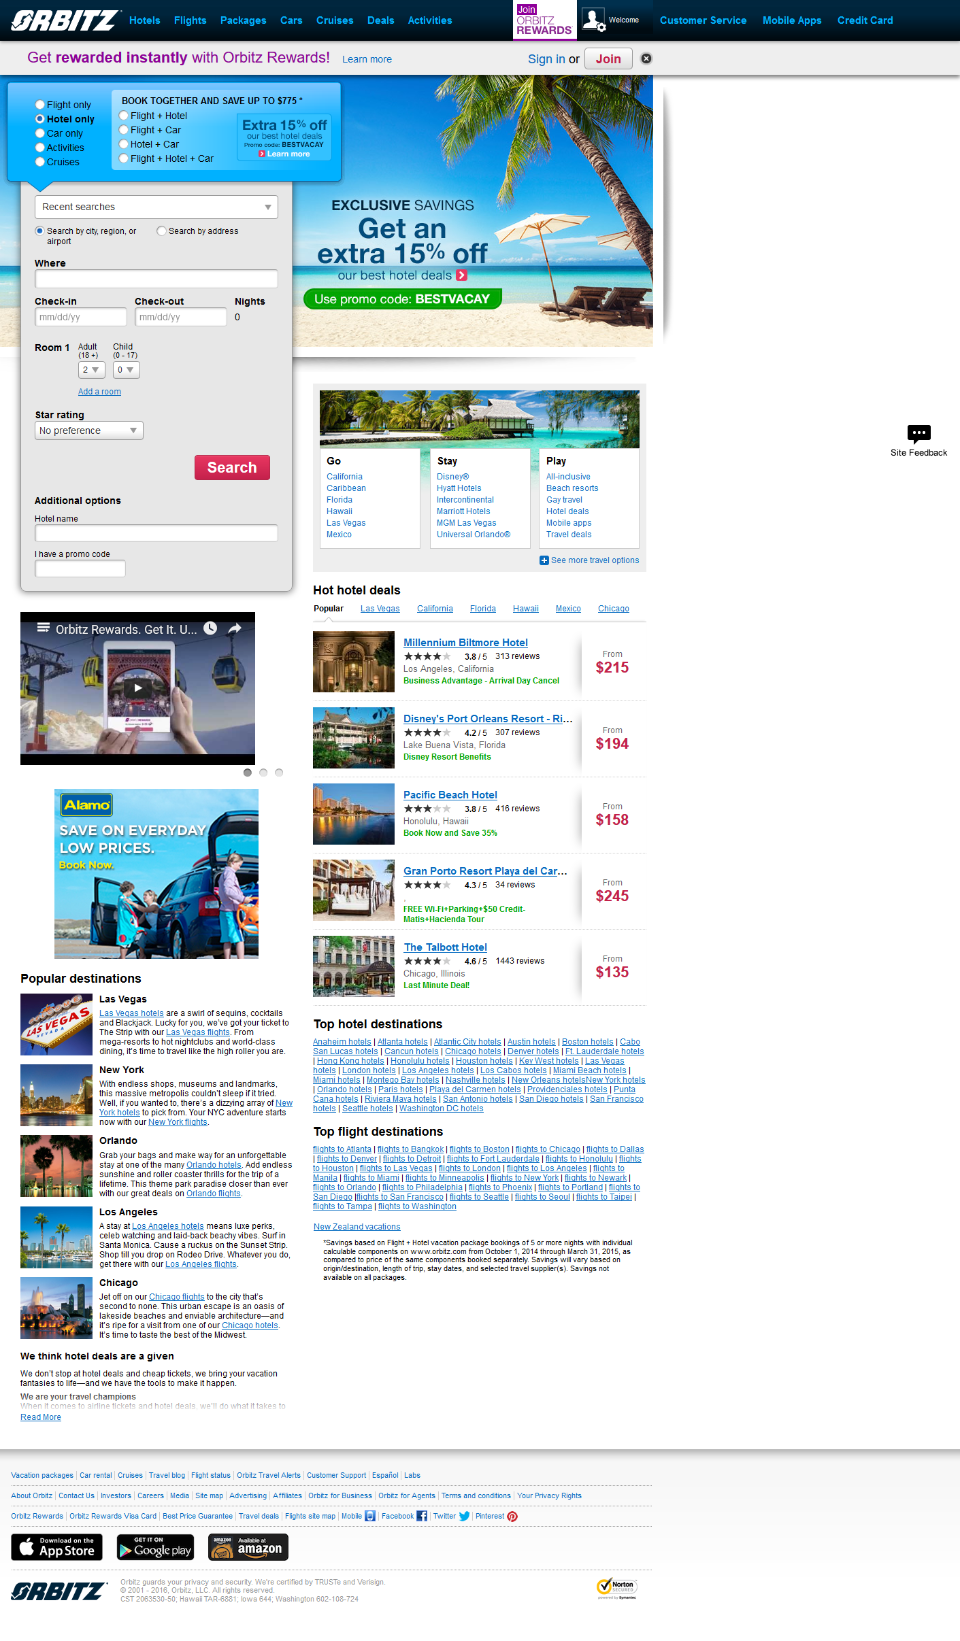 ORBITZ Hotels Flights Packages Cars Cruises Deals Activities Join ORBITZ REWARDS Welcome Customer Service Mobile Apps Credit Card
Get rewarded instantly with Orbitz Rewards! Learn more Sign in or Join
Flight only
Hotel only
Car only
Activities
Cruises
BOOK TOGETHER AND SAVE UP TO $775 *
Flight + Hotel
Flight + Car
Hotel + Car
Flight + Hotel + Car
Extra 15% off
our best hotel deals
Promo code: BESTVACAY
Learn more
Recent searches
Search by city, region, or
airport
Search by address
Where
Check-in Check-out Nights
mm/dd/yy mm/dd/yy 0
Room 1 Adult Child
(18 +) (0 - 17)
2 0
Add a room
Star rating
No preference
Search
Additional options
Hotel name
I have a promo code
EXCLUSIVE SAVINGS
Get an
extra 15% off
our best hotel deals
Use promo code: BESTVACAY
Site Feedback
Go
California
Caribbean
Florida
Hawaii
Las Vegas
Mexico
Stay
Disney®
Hyatt Hotels
Intercontinental
Marriott Hotels
MGM Las Vegas
Universal Orlando®
Play
All-inclusive
Beach resorts
Gay travel
Hotel deals
Mobile apps
Travel deals
See more travel options
Hot hotel deals
Popular Las Vegas California Florida Hawaii Mexico Chicago
Millennium Biltmore Hotel
3.8 / 5 313 reviews
Los Angeles, California
Business Advantage - Arrival Day Cancel
From
$215
Disney's Port Orleans Resort - Ri...
4.2 / 5 307 reviews
Lake Buena Vista, Florida
Disney Resort Benefits
From
$194
Pacific Beach Hotel
3.8 / 5 416 reviews
Honolulu, Hawaii
Book Now and Save 35%
From
$158
Gran Porto Resort Playa del Car...
4.3 / 5 34 reviews
,
FREE Wi-Fi+Parking+$50 Credit-
Matis+Hacienda Tour
From
$245
The Talbott Hotel
4.6 / 5 1443 reviews
Chicago, Illinois
Last Minute Deal!
From
$135
Orbitz Rewards. Get It. U...
Alamo
SAVE ON EVERYDAY
LOW PRICES.
Book Now.
Popular destinations
LAS VEGAS
Las Vegas
Las Vegas hotels are a swirl of sequins, cocktails
and Blackjack. Lucky for you, we've got your ticket to
The Strip with our Las Vegas flights. From
mega-resorts to hot nightclubs and world-class
dining, it's time to travel like the high roller you are.
New York
With endless shops, museums and landmarks,
this massive metropolis couldn't sleep if it tried.
Well, if you wanted to, there's a dizzying array of New
York hotels to pick from. Your NYC adventure starts
now with our New York flights.
Orlando
Grab your bags and make way for an unforgettable
stay at one of the many Orlando hotels. Add endless
sunshine and roller coaster thrills for the trip of a
lifetime. This theme park paradise closer than ever
with our great deals on Orlando flights.
Los Angeles
A stay at Los Angeles hotels means luxe perks,
celeb watching and laid-back beachy vibes. Surf in
Santa Monica. Cause a ruckus on the Sunset Strip.
Shop till you drop on Rodeo Drive. Whatever you do,
get there with our Los Angeles flights.
Chicago
Jet off on our Chicago flights to the city that's
second to none. This urban escape is an oasis of
lakeside beaches and enviable architecture—and
it's ripe for a visit from one of our Chicago hotels.
It's time to taste the best of the Midwest.
We think hotel deals are a given
We don't stop at hotel deals and cheap tickets, we bring your vacation
fantasies to life—and we have the tools to make it happen.
We are your travel champions
When it comes to airline tickets and hotel deals, we'll do what it takes to
Read More
Top hotel destinations
Anaheim hotels | Atlanta hotels | Atlantic City hotels | Austin hotels | Boston hotels | Cabo
San Lucas hotels | Cancun hotels | Chicago hotels | Denver hotels | Ft. Lauderdale hotels
| Hong Kong hotels | Honolulu hotels | Houston hotels | Key West hotels | Las Vegas
hotels | London hotels | Los Angeles hotels | Los Cabos hotels | Miami Beach hotels |
Miami hotels | Montego Bay hotels | Nashville hotels | New Orleans hotelsNew York hotels
| Orlando hotels | Paris hotels | Playa del Carmen hotels | Providenciales hotels | Punta
Cana hotels | Riviera Maya hotels | San Antonio hotels | San Diego hotels | San Francisco
hotels | Seattle hotels | Washington DC hotels
Top flight destinations
flights to Atlanta | flights to Bangkok | flights to Boston | flights to Chicago | flights to Dallas
| flights to Denver | flights to Detroit | flights to Fort Lauderdale | flights to Honolulu | flights
to Houston | flights to Las Vegas | flights to London | flights to Los Angeles | flights to
Manila | flights to Miami | flights to Minneapolis | flights to New York | flights to Newark |
flights to Orlando | flights to Philadelphia | flights to Phoenix | flights to Portland | flights to
San Diego |flights to San Francisco | flights to Seattle | flights to Seoul | flights to Taipei |
flights to Tampa | flights to Washington
New Zealand vacations
*Savings based on Flight + Hotel vacation package bookings of 5 or more nights with individual
calculable components on www.orbitz.com from October 1, 2014 through March 31, 2015, as
compared to price of the same components booked separately. Savings will vary based on
origin/destination, length of trip, stay dates, and selected travel supplier(s). Savings not
available on all packages.
Vacation packages | Car rental | Cruises | Travel blog | Flight status | Orbitz Travel Alerts | Customer Support | Español | Labs
About Orbitz | Contact Us | Investors | Careers | Media | Site map | Advertising | Affiliates | Orbitz for Business | Orbitz for Agents | Terms and conditions | Your Privacy Rights
Orbitz Rewards | Orbitz Rewards Visa Card | Best Price Guarantee | Travel deals | Flights site map | Mobile | Facebook | Twitter | Pinterest
Download on the App Store
GET IT ON Google play
Available at amazon
ORBITZ
Orbitz guards your privacy and security. We're certified by TRUSTe and Verisign.
© 2001 - 2016, Orbitz, LLC. All rights reserved.
CST 2063530-50; Hawaii TAR-6881; Iowa 644; Washington 602-108-724
Norton
SECURED
powered by Symantec